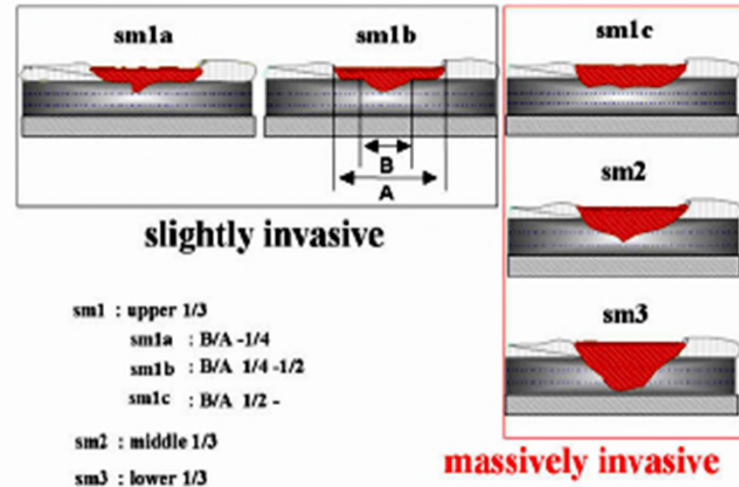 sm1a
sm1b
sm1c
B
A
sm2
slightly invasive
sm3
sm1 : upper 1/3
sm1a : B/A -1/4
sm1b : B/A 1/4 -1/2
sm1c : B/A 1/2 -
sm2 : middle 1/3
sm3 : lower 1/3
massively invasive